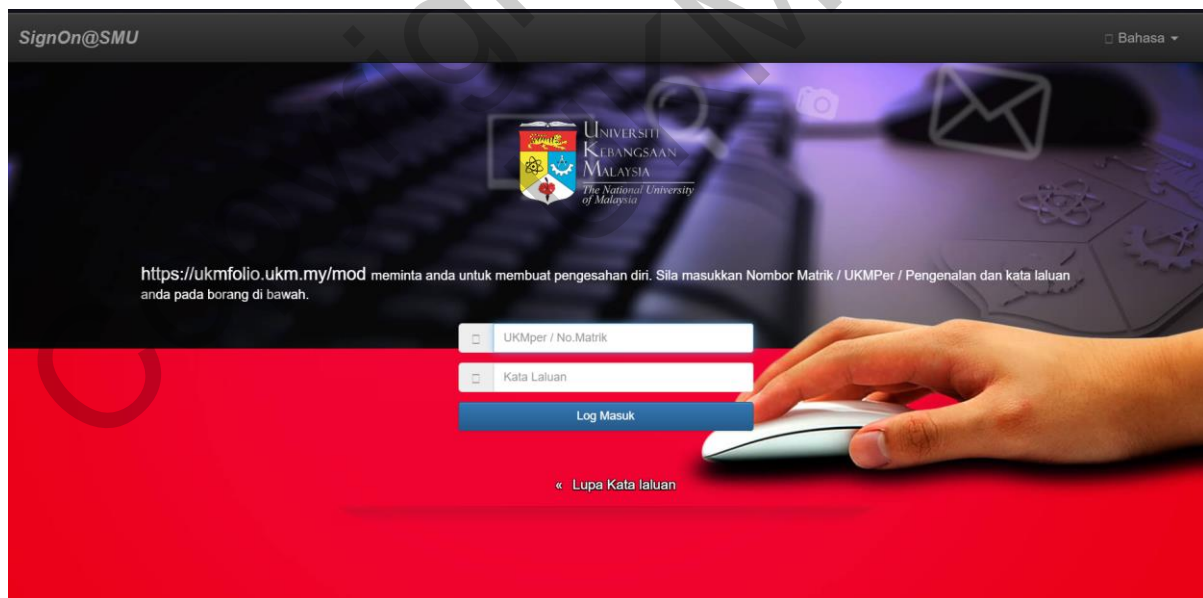 SignOn@SMU
Bahasa
UNIVERSITI
KEBANGSAAN
MALAYSIA
The National University
of Malaysia
https://ukmfolio.ukm.my/mod meminta anda untuk membuat pengesahan diri. Sila masukkan Nombor Matrik / UKMPer / Pengenalan dan kata laluan
anda pada borang di bawah.
UKMper / No.Matrik
Kata Laluan
Log Masuk
« Lupa Kata laluan